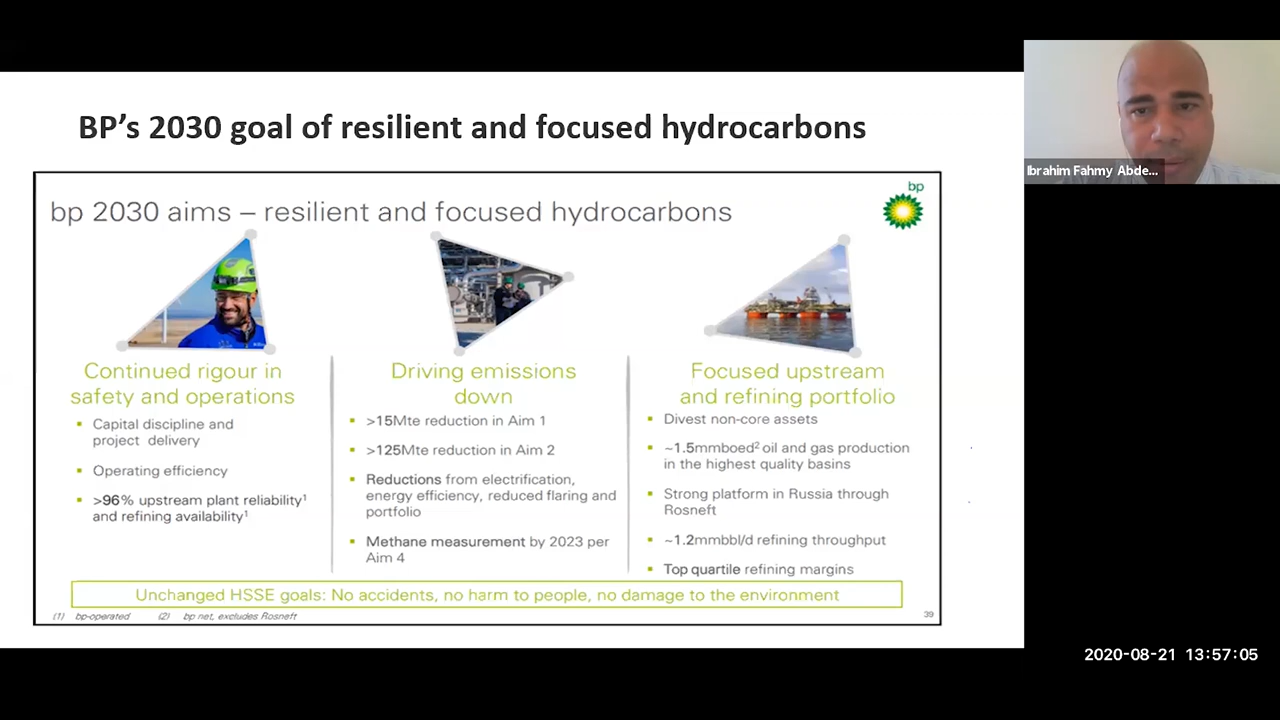 BP’s 2030 goal of resilient and focused hydrocarbons
bp
bp 2030 aims – resilient and focused hydrocarbons
Continued rigour in
safety and operations
▪ Capital discipline and
project delivery
▪ Operating efficiency
▪ >96% upstream plant reliability¹
and refining availability¹
Driving emissions
down
▪ >15Mte reduction in Aim 1
▪ >125Mte reduction in Aim 2
▪ Reductions from electrification,
energy efficiency, reduced flaring and
portfolio
▪ Methane measurement by 2023 per
Aim 4
Focused upstream
and refining portfolio
▪ Divest non-core assets
▪ ~1.5mmboed² oil and gas production
in the highest quality basins
▪ Strong platform in Russia through
Rosneft
▪ ~1.2mmbbl/d refining throughput
▪ Top quartile refining margins
Unchanged HSSE goals: No accidents, no harm to people, no damage to the environment
(1) bp-operated (2) bp net, excludes Rosneft
39
Ibrahim Fahmy Abde...
2020-08-21 13:57:05